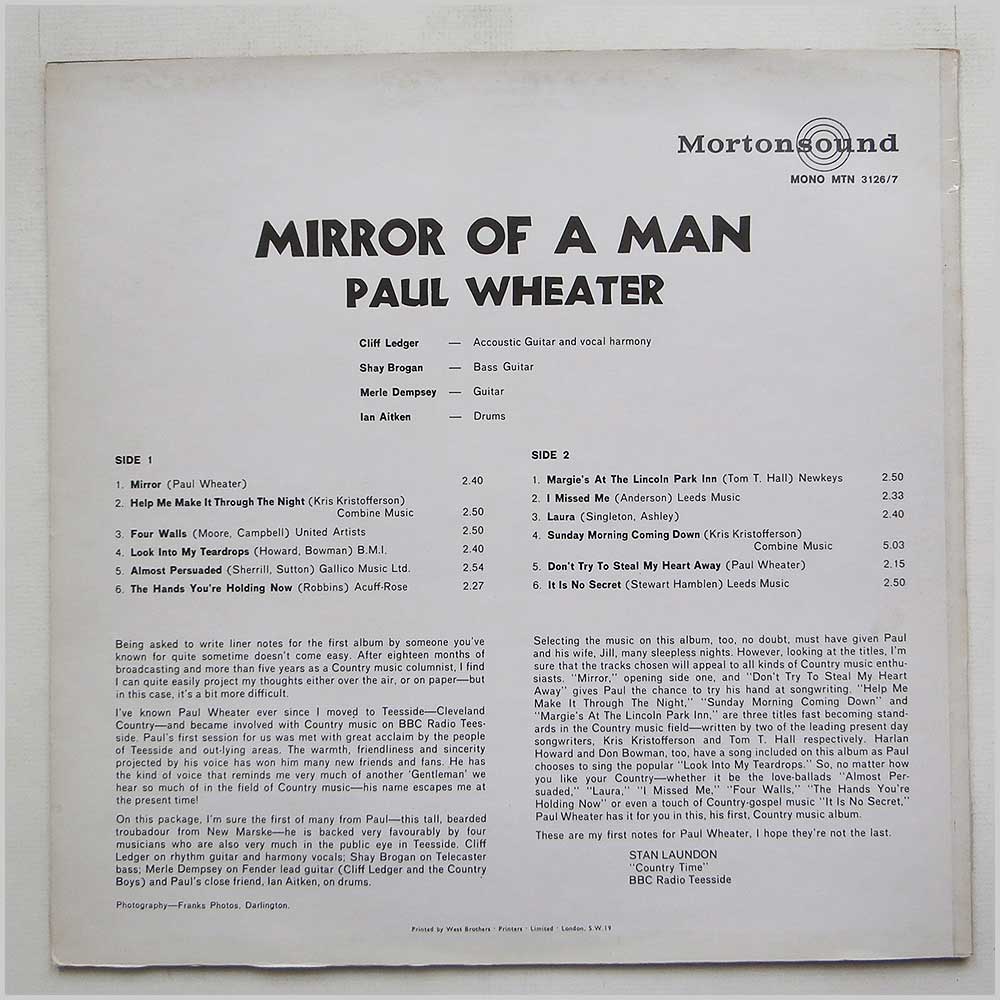 Mortonsound
MONO MTN 3126/7
MIRROR OF A MAN
PAUL WHEATER
Cliff Ledger — Accoustic Guitar and vocal harmony
Shay Brogan — Bass Guitar
Merle Dempsey — Guitar
Ian Aitken — Drums
SIDE 1
1. Mirror (Paul Wheater) 2.40
2. Help Me Make It Through The Night (Kris Kristofferson)
Combine Music 2.50
3. Four Walls (Moore, Campbell) United Artists 2.50
4. Look Into My Teardrops (Howard, Bowman) B.M.I. 2.40
5. Almost Persuaded (Sherrill, Sutton) Gallico Music Ltd. 2.54
6. The Hands You're Holding Now (Robbins) Acuff-Rose 2.27
SIDE 2
1. Margie's At The Lincoln Park Inn (Tom T. Hall) Newkeys 2.50
2. I Missed Me (Anderson) Leeds Music 2.33
3. Laura (Singleton, Ashley) 2.40
4. Sunday Morning Coming Down (Kris Kristofferson)
Combine Music 5.03
5. Don't Try To Steal My Heart Away (Paul Wheater) 2.15
6. It Is No Secret (Stewart Hamblen) Leeds Music 2.50
Being asked to write liner notes for the first album by someone you've
known for quite sometime doesn't come easy. After eighteen months of
broadcasting and more than five years as a Country music columnist, I find
I can quite easily project my thoughts either over the air, or on paper—but
in this case, it's a bit more difficult.
I've known Paul Wheater ever since I moved to Teesside—Cleveland
Country—and became involved with Country music on BBC Radio Tees-
side. Paul's first session for us was met with great acclaim by the people
of Teesside and out-lying areas. The warmth, friendliness and sincerity
projected by his voice has won him many new friends and fans. He has
the kind of voice that reminds me very much of another 'Gentleman' we
hear so much of in the field of Country music—his name escapes me at
the present time!
On this package, I'm sure the first of many from Paul—this tall, bearded
troubadour from New Marske—he is backed very favourably by four
musicians who are also very much in the public eye in Teesside. Cliff
Ledger on rhythm guitar and harmony vocals; Shay Brogan on Telecaster
bass; Merle Dempsey on Fender lead guitar (Cliff Ledger and the Country
Boys) and Paul's close friend, Ian Aitken, on drums.
Photography—Franks Photos, Darlington.
Selecting the music on this album, too, no doubt, must have given Paul
and his wife, Jill, many sleepless nights. However, looking at the titles, I'm
sure that the tracks chosen will appeal to all kinds of Country music enthu-
siasts. "Mirror," opening side one, and "Don't Try To Steal My Heart
Away" gives Paul the chance to try his hand at songwriting. "Help Me
Make It Through The Night," "Sunday Morning Coming Down" and
"Margie's At The Lincoln Park Inn," are three titles fast becoming stand-
ards in the Country music field—written by two of the leading present day
songwriters, Kris Kristofferson and Tom T. Hall respectively. Harlan
Howard and Don Bowman, too, have a song included on this album as Paul
chooses to sing the popular "Look Into My Teardrops." So, no matter how
you like your Country—whether it be the love-ballads "Almost Per-
suaded," "Laura," "I Missed Me," "Four Walls," "The Hands You're
Holding Now" or even a touch of Country-gospel music "It Is No Secret,"
Paul Wheater has it for you in this, his first, Country music album.
These are my first notes for Paul Wheater, I hope they're not the last.
STAN LAUNDON
"Country Time"
BBC Radio Teesside
Printed by West Brothers · Printers · Limited · London, S.W.19